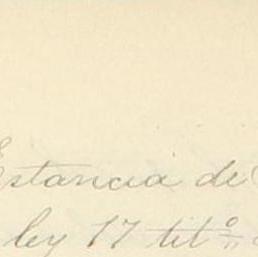 Estancia de
ley 17 titº